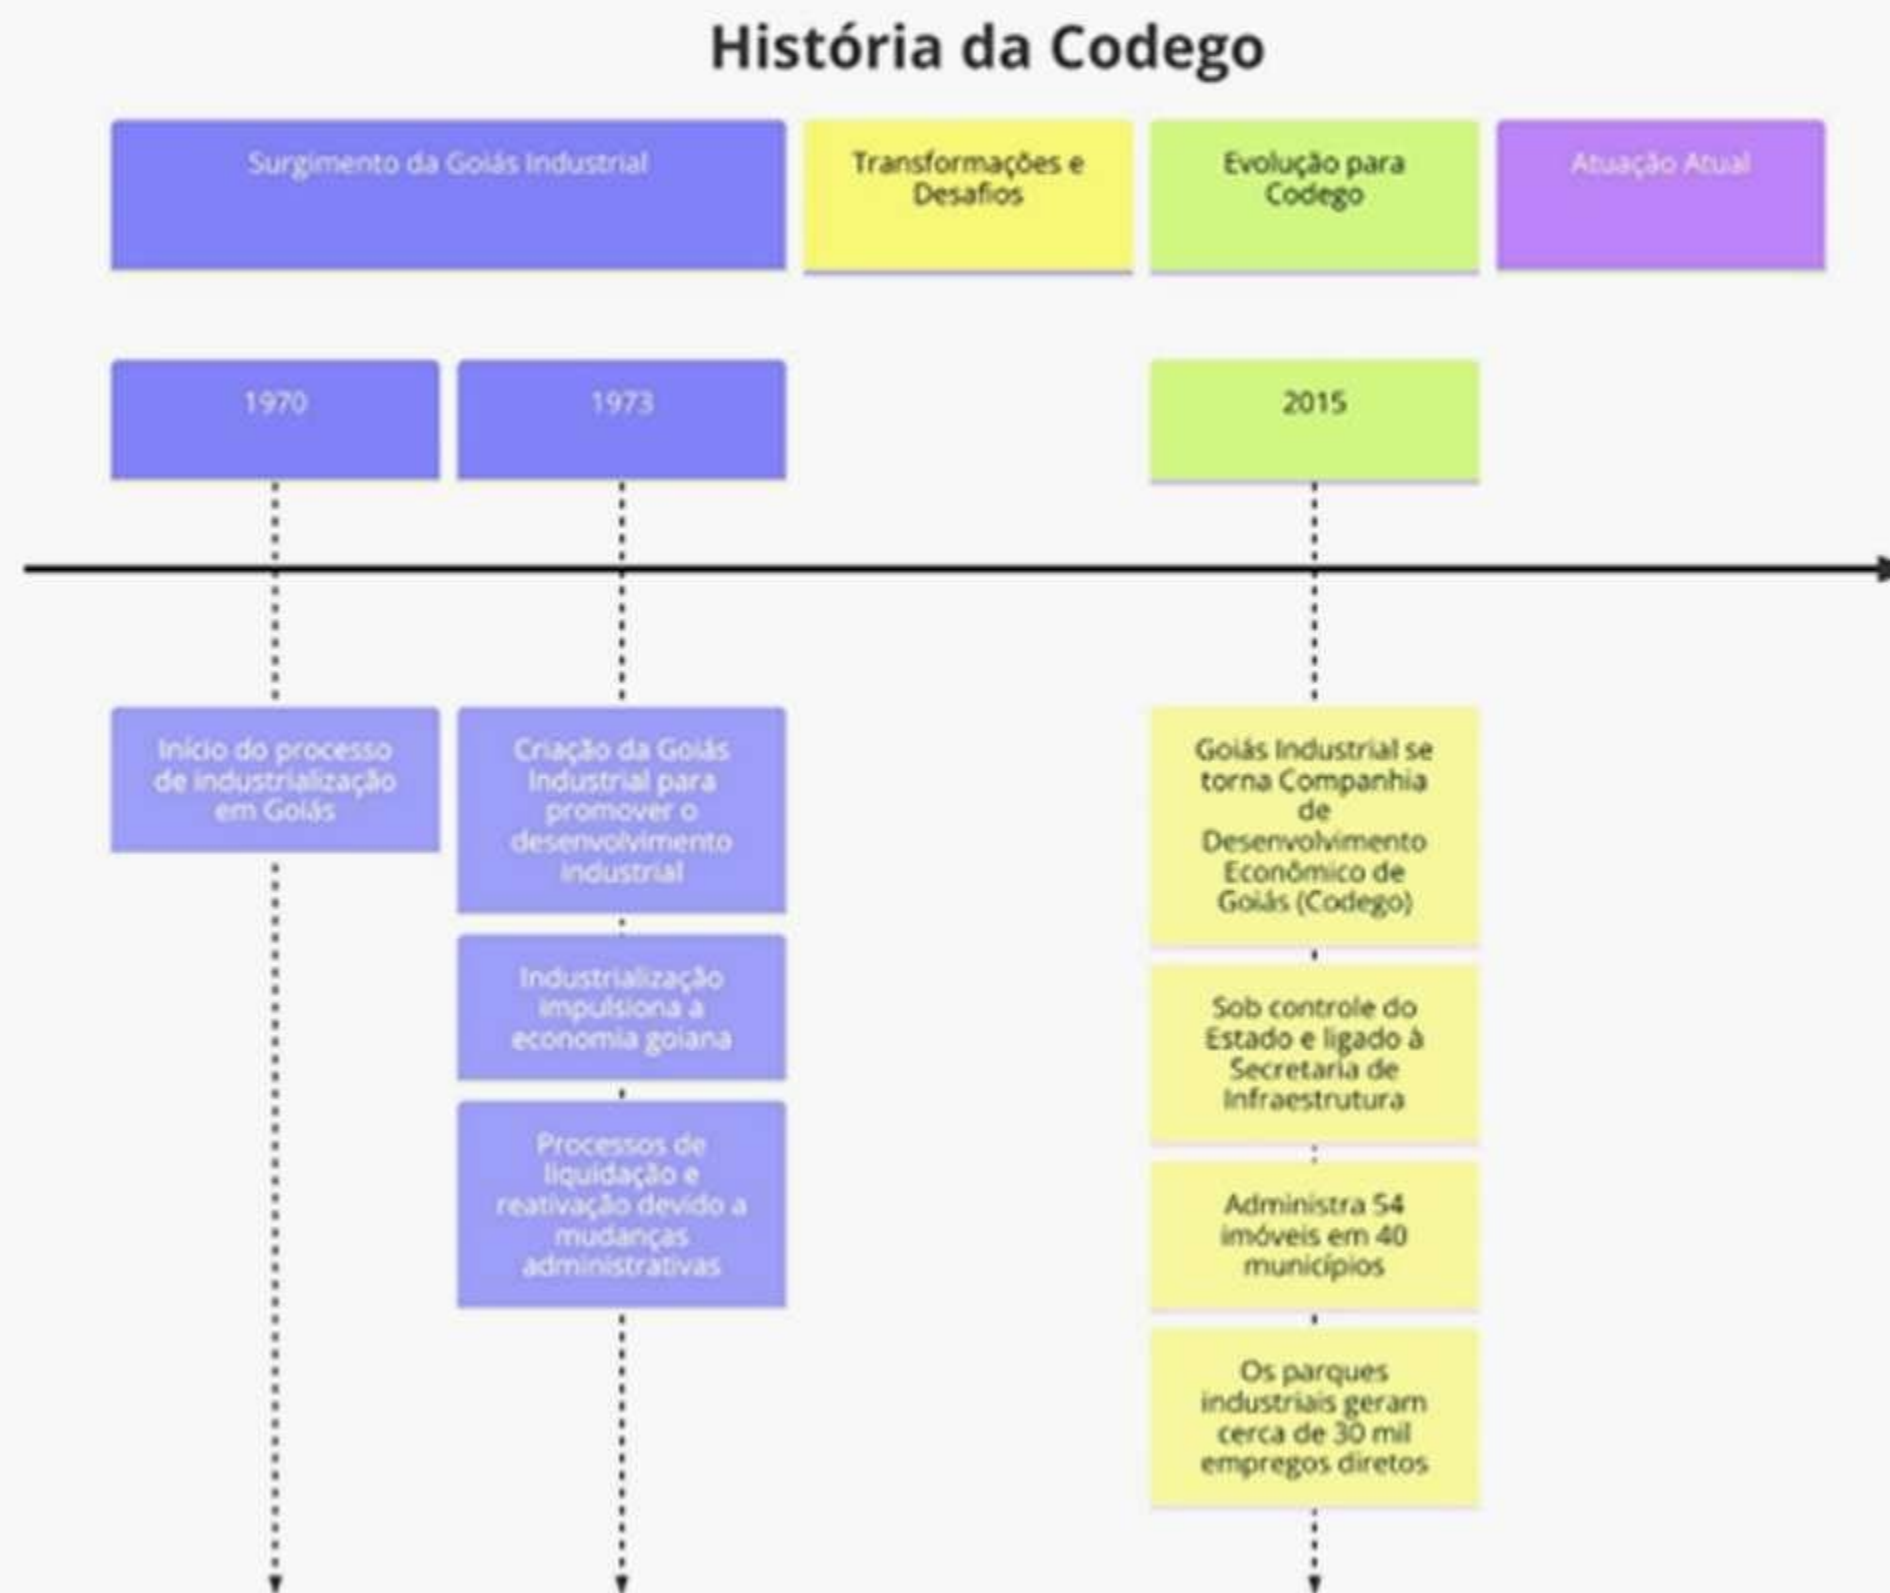 História da Codego
Surgimento da Goiás Industrial
Transformações e
Desafios
Evolução para
Codego
Atuação Atual
1970
1973
2015
Início do processo
de industrialização
em Goiás
Criação da Goiás
Industrial para
promover o
desenvolvimento
industrial
Industrialização
impulsiona a
economia goiana
Processos de
liquidação e
reativação devido a
mudanças
administrativas
Goiás Industrial se
torna Companhia
de
Desenvolvimento
Econômico de
Goiás (Codego)
Sob controle do
Estado e ligado à
Secretaria de
Infraestrutura
Administra 54
imóveis em 40
municípios
Os parques
industriais geram
cerca de 30 mil
empregos diretos